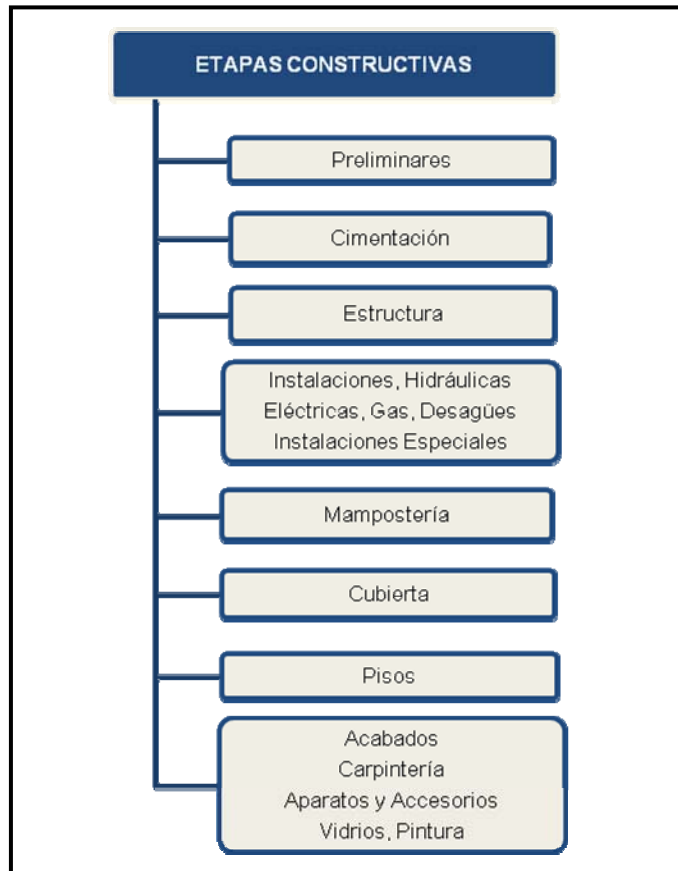 ETAPAS CONSTRUCTIVAS
Preliminares
Cimentación
Estructura
Instalaciones, Hidráulicas
Eléctricas, Gas, Desagües
Instalaciones Especiales
Mampostería
Cubierta
Pisos
Acabados
Carpintería
Aparatos y Accesorios
Vidrios, Pintura